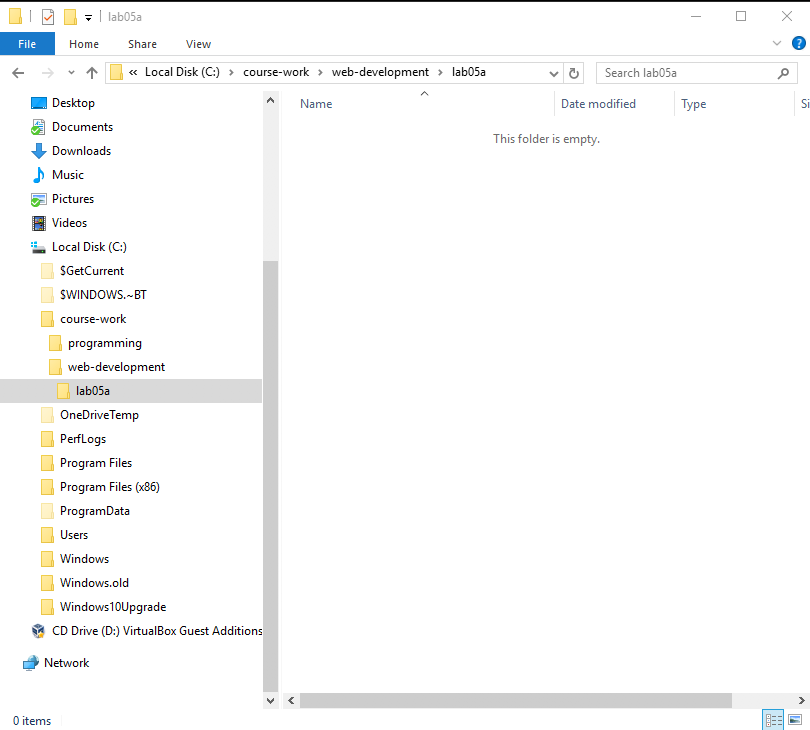 lab05a
File Home Share View
« Local Disk (C:) › course-work › web-development › lab05a
Search lab05a
Name Date modified Type Si
This folder is empty.
Desktop
Documents
Downloads
Music
Pictures
Videos
Local Disk (C:)
$GetCurrent
$WINDOWS.~BT
course-work
programming
web-development
lab05a
OneDriveTemp
PerfLogs
Program Files
Program Files (x86)
ProgramData
Users
Windows
Windows.old
Windows10Upgrade
CD Drive (D:) VirtualBox Guest Additions
Network
0 items